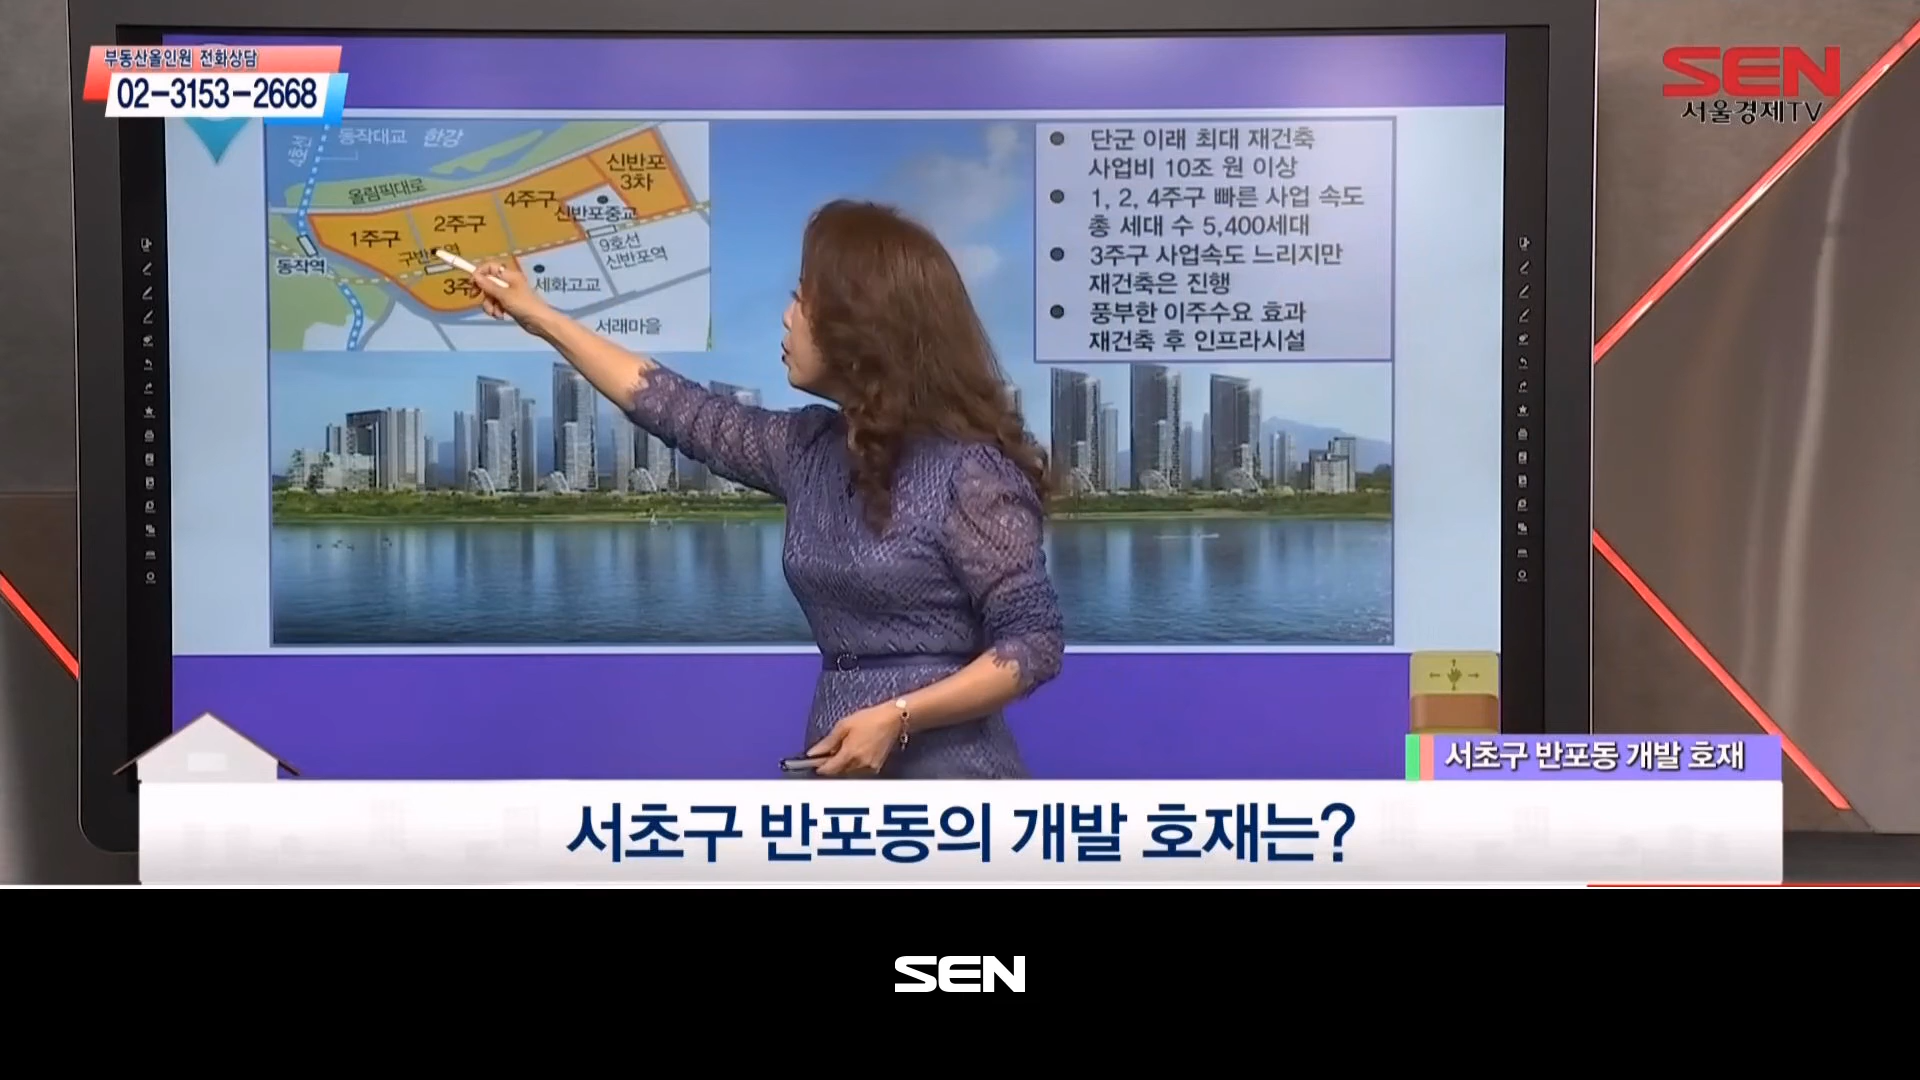 부동산올인원 전화상담
02-3153-2668
SEN
서울경제TV
동작대교 한강
4호선
올림픽대로
신반포
3차
4주구
신반포중교
2주구
1주구
9호선
신반포역
동작역
세화고교
서래마을
단군 이래 최대 재건축
사업비 10조 원 이상
1, 2, 4주구 빠른 사업 속도
총 세대 수 5,400세대
3주구 사업속도 느리지만
재건축은 진행
풍부한 이주수요 효과
재건축 후 인프라시설
서초구 반포동 개발 호재
서초구 반포동의 개발 호재는?
SEN